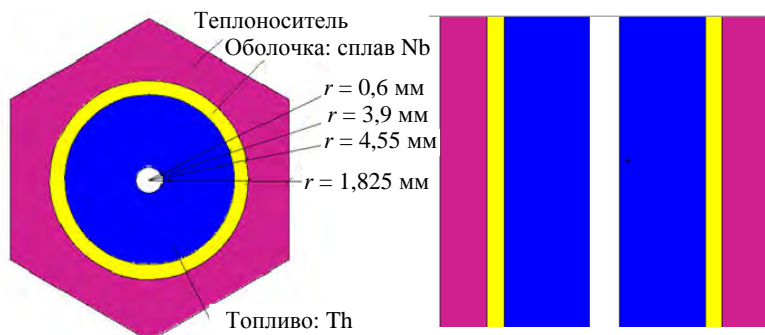 Теплоноситель
Оболочка: сплав Nb
r = 0,6 мм
r = 3,9 мм
r = 4,55 мм
r = 1,825 мм
Топливо: Th